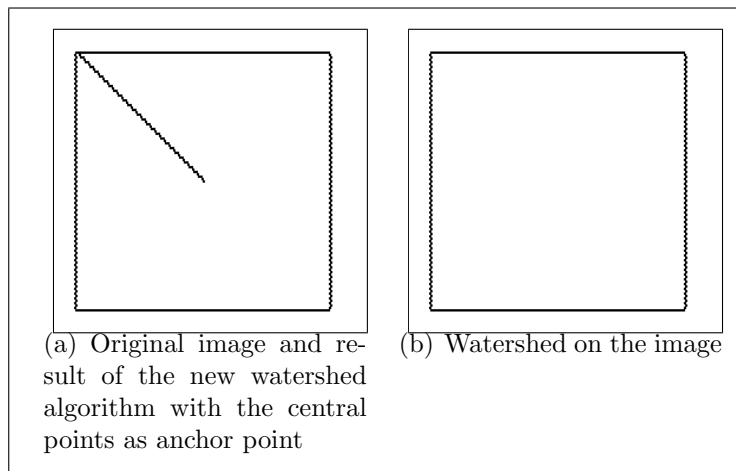 (a) Original image and re-
sult of the new watershed
algorithm with the central
points as anchor point
(b) Watershed on the image